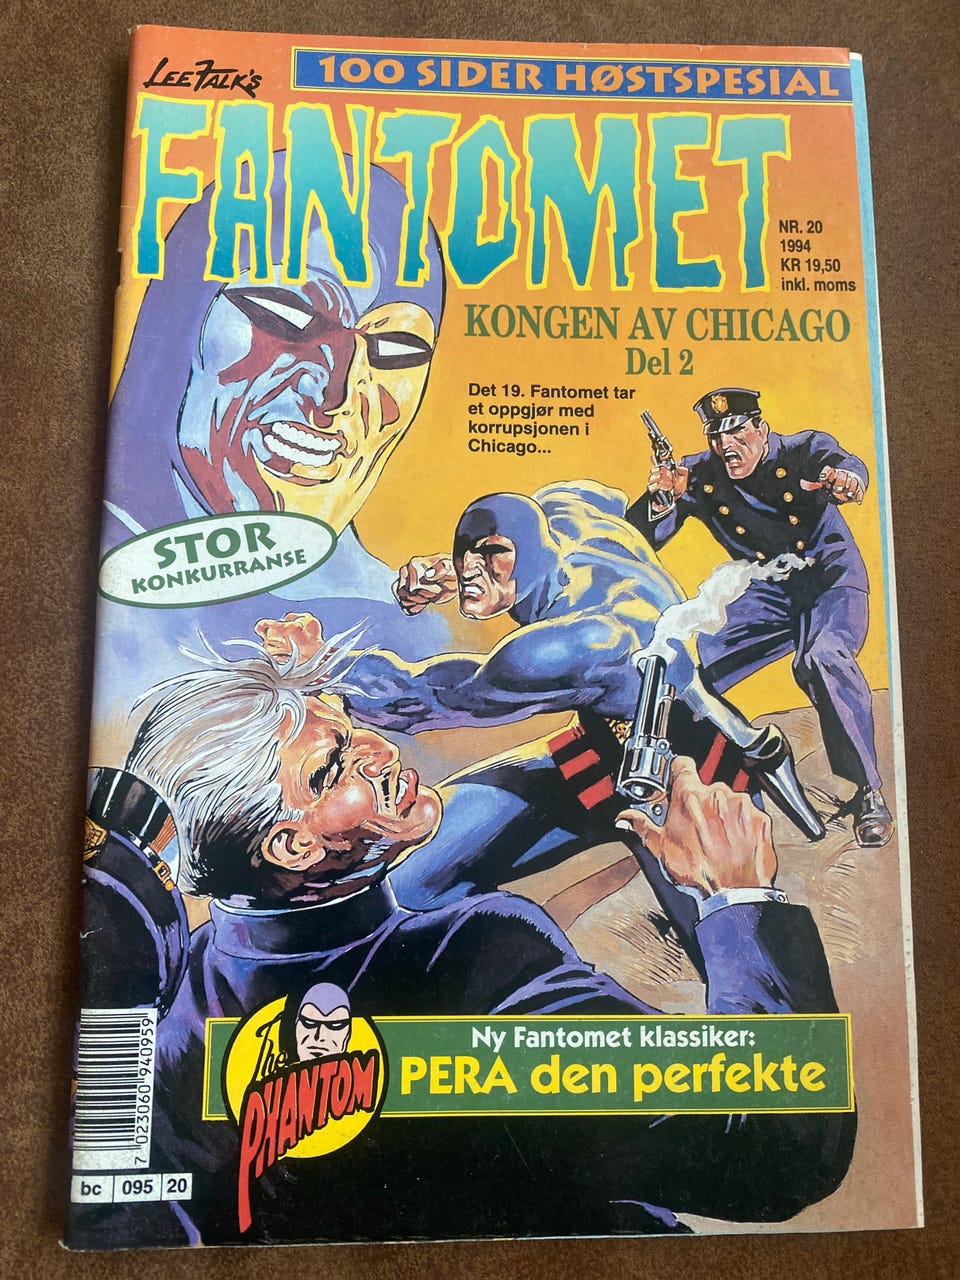 LEE FALK'S
100 SIDER HØSTSPESIAL
FANTOMET
NR. 20
1994
KR 19,50
inkl. moms
KONGEN AV CHICAGO
Del 2
Det 19. Fantomet tar
et oppgjør med
korrupsjonen i
Chicago...
STOR
KONKURRANSE
The
PHANTOM
Ny Fantomet klassiker:
PERA den perfekte
7 023060 940959
bc 095 20